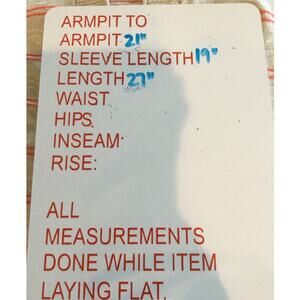 ARMPIT TO
ARMPIT 21"
SLEEVE LENGTH 19"
LENGTH 27"
WAIST
HIPS
INSEAM
RISE:
ALL
MEASUREMENTS
DONE WHILE ITEM
LAYING FLAT.